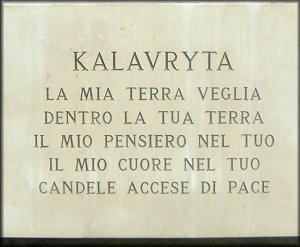 KALAVRYTA
LA MIA TERRA VEGLIA
DENTRO LA TUA TERRA
IL MIO PENSIERO NEL TUO
IL MIO CUORE NEL TUO
CANDELE ACCESE DI PACE